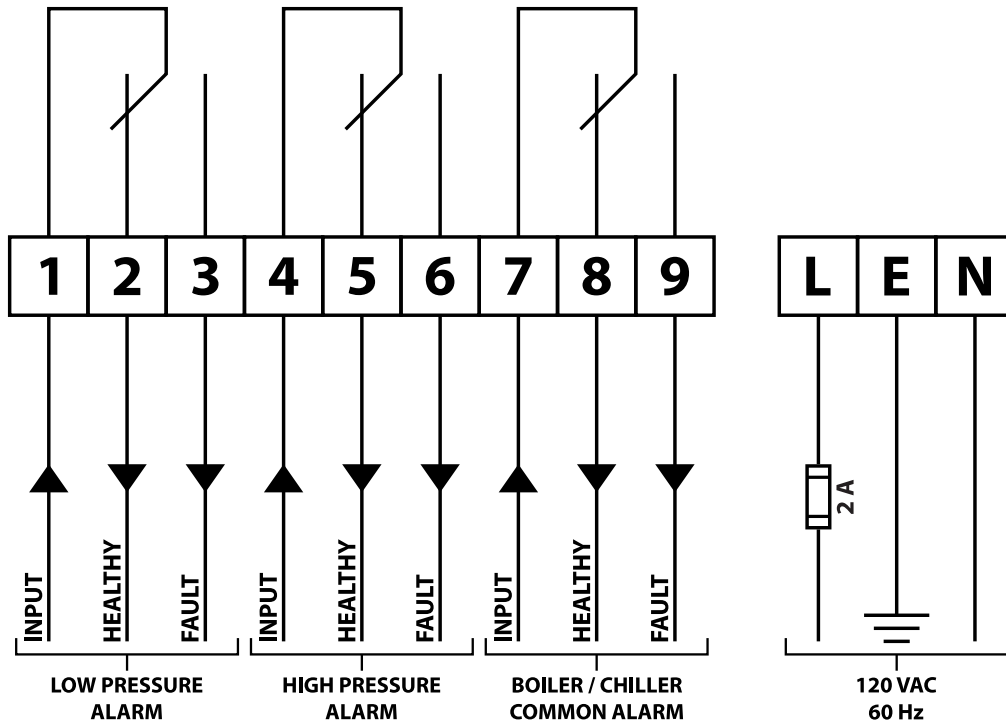 1 2 3 4 5 6 7 8 9 L E N
2 A
INPUT HEALTHY FAULT INPUT HEALTHY FAULT INPUT HEALTHY FAULT
LOW PRESSURE
ALARM
HIGH PRESSURE
ALARM
BOILER / CHILLER
COMMON ALARM
120 VAC
60 Hz